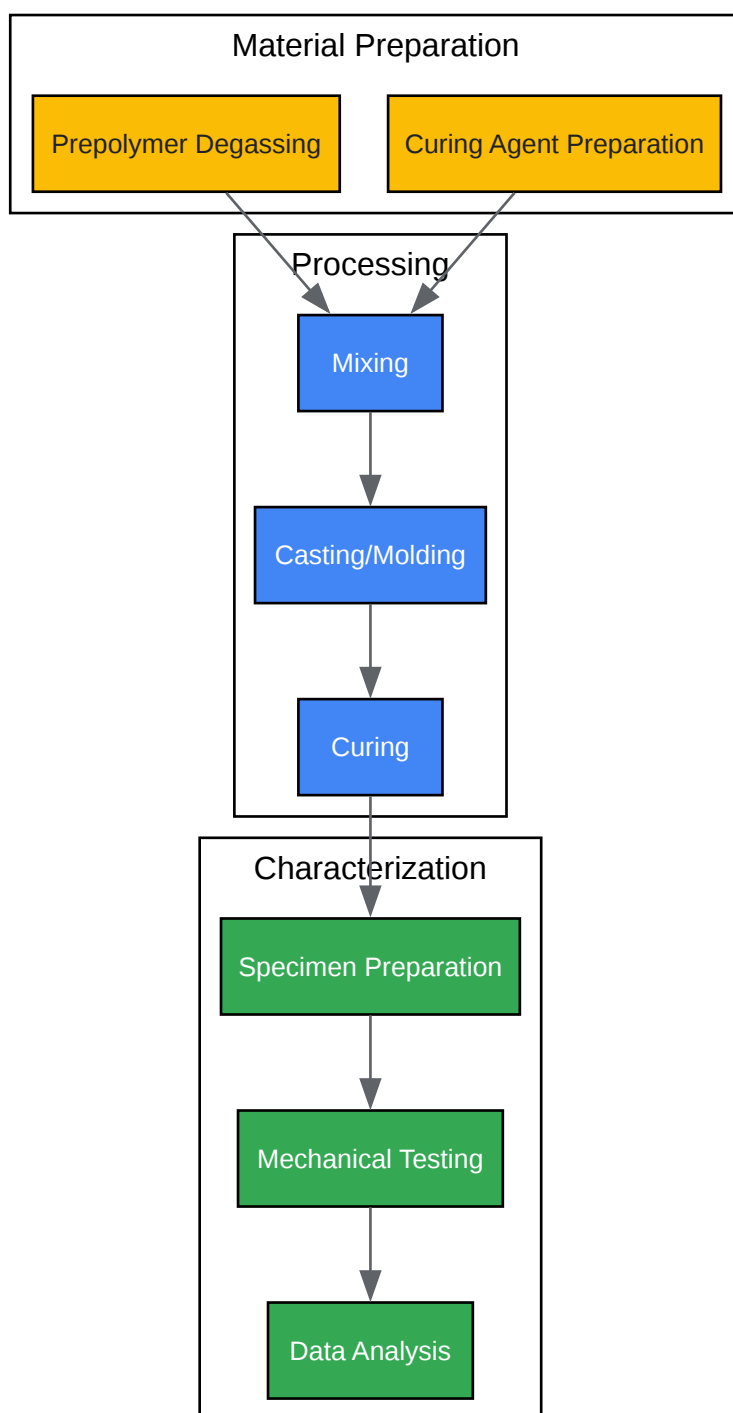 Material Preparation
Prepolymer Degassing
Curing Agent Preparation
Processing
Mixing
Casting/Molding
Curing
Characterization
Specimen Preparation
Mechanical Testing
Data Analysis